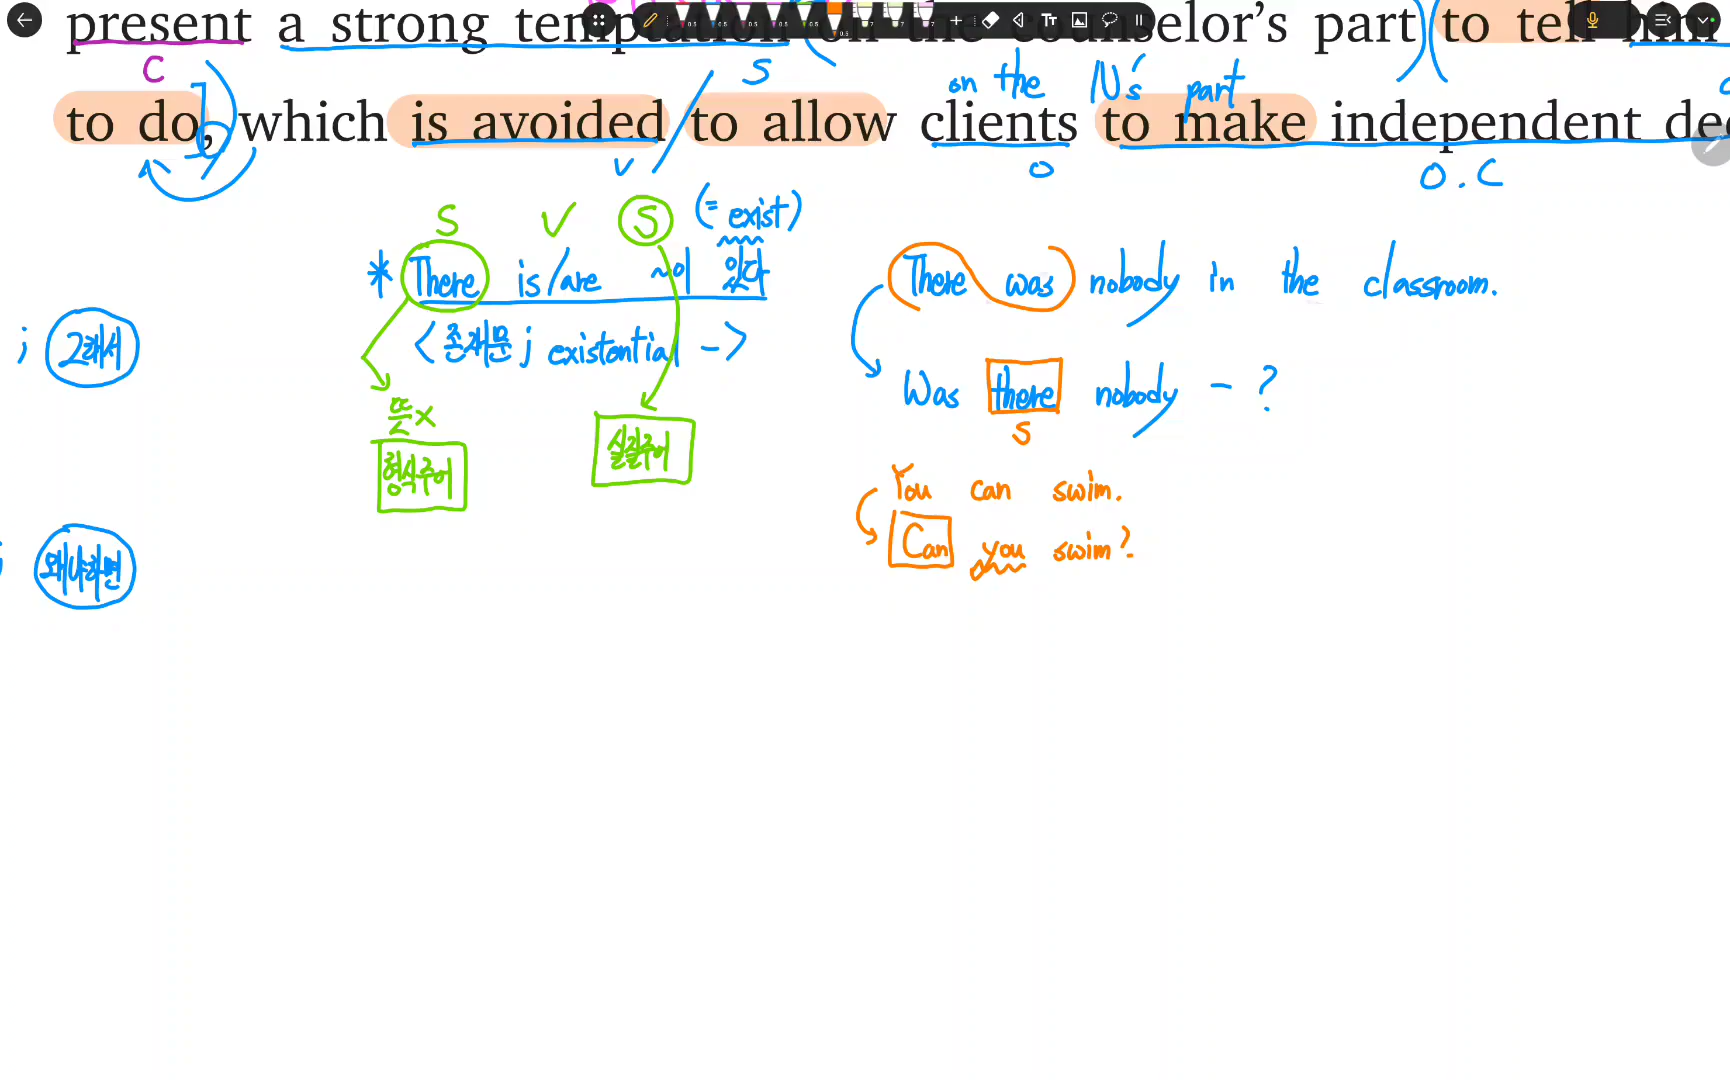 present a strong temptation on the counselor's part to tell him
C S on the N's part
to do, which is avoided to allow clients to make independent dec
V O O.C
S V S (= exist)
* There is/are ~이 있다
There was nobody in the classroom.
; 그래서
<존재문 ; existential ->
Was there nobody - ?
S
뜻x
형식주어
실질주어
You can swim.
Can you swim?
; 왜냐하면